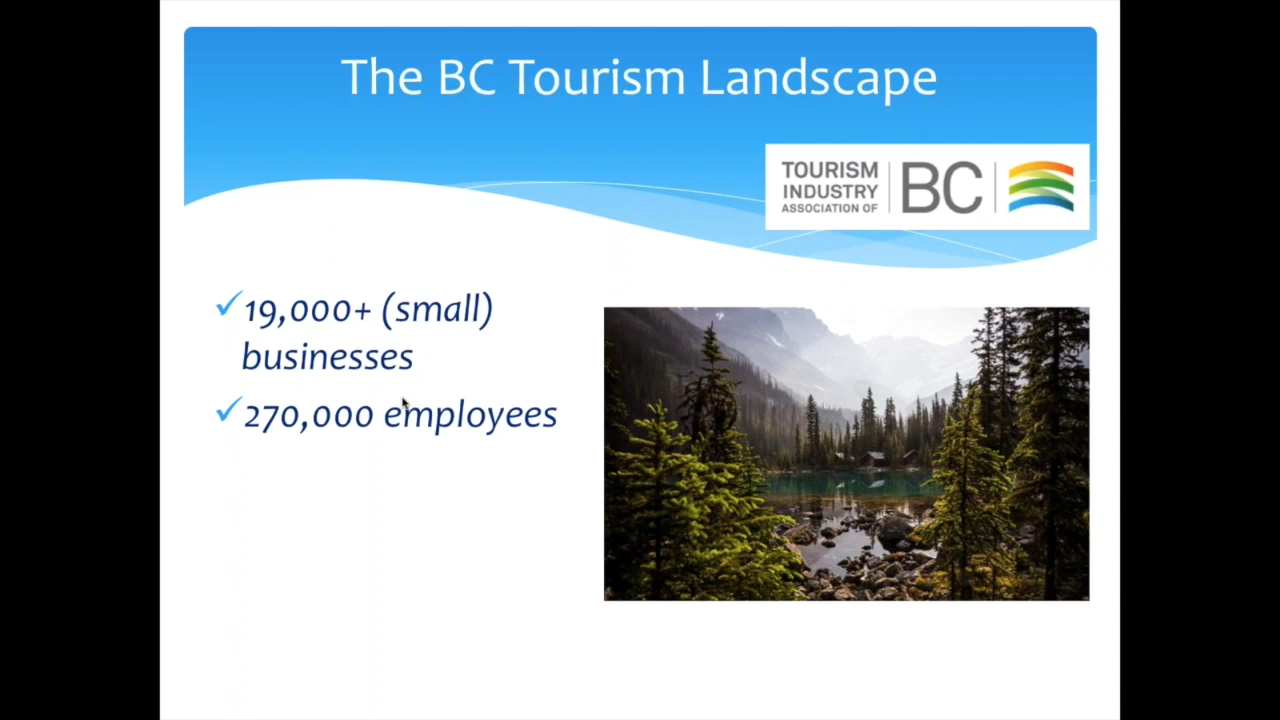 The BC Tourism Landscape
TOURISM
INDUSTRY
ASSOCIATION OF
BC
19,000+ (small)
businesses
270,000 employees